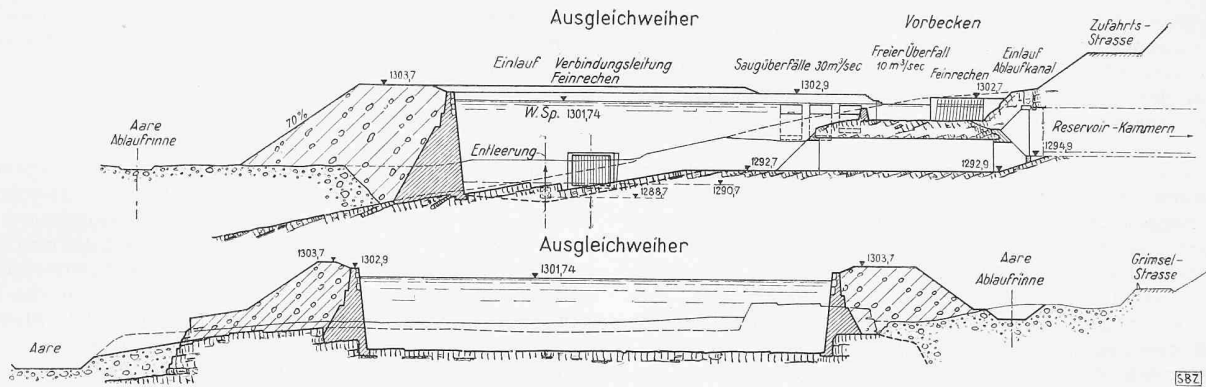 Ausgleichweiher
Vorbecken
Zufahrts-
Strasse
Einlauf Verbindungsleitung
Feinrechen
Saugüberfälle 30m³/sec
Freier Überfall
10 m³/sec
Feinrechen
Einlauf
Ablaufkanal
1303,7
1302,9
1302,7
70%
W.Sp. 1301,74
Aare
Ablaufrinne
Entleerung
Reservoir-Kammern
1294,9
1292,7
1292,9
1288,7
1290,7
Ausgleichweiher
1303,7
1302,9
1301,74
1303,7
Aare
Ablaufrinne
Grimsel-
Strasse
Aare
SBZ